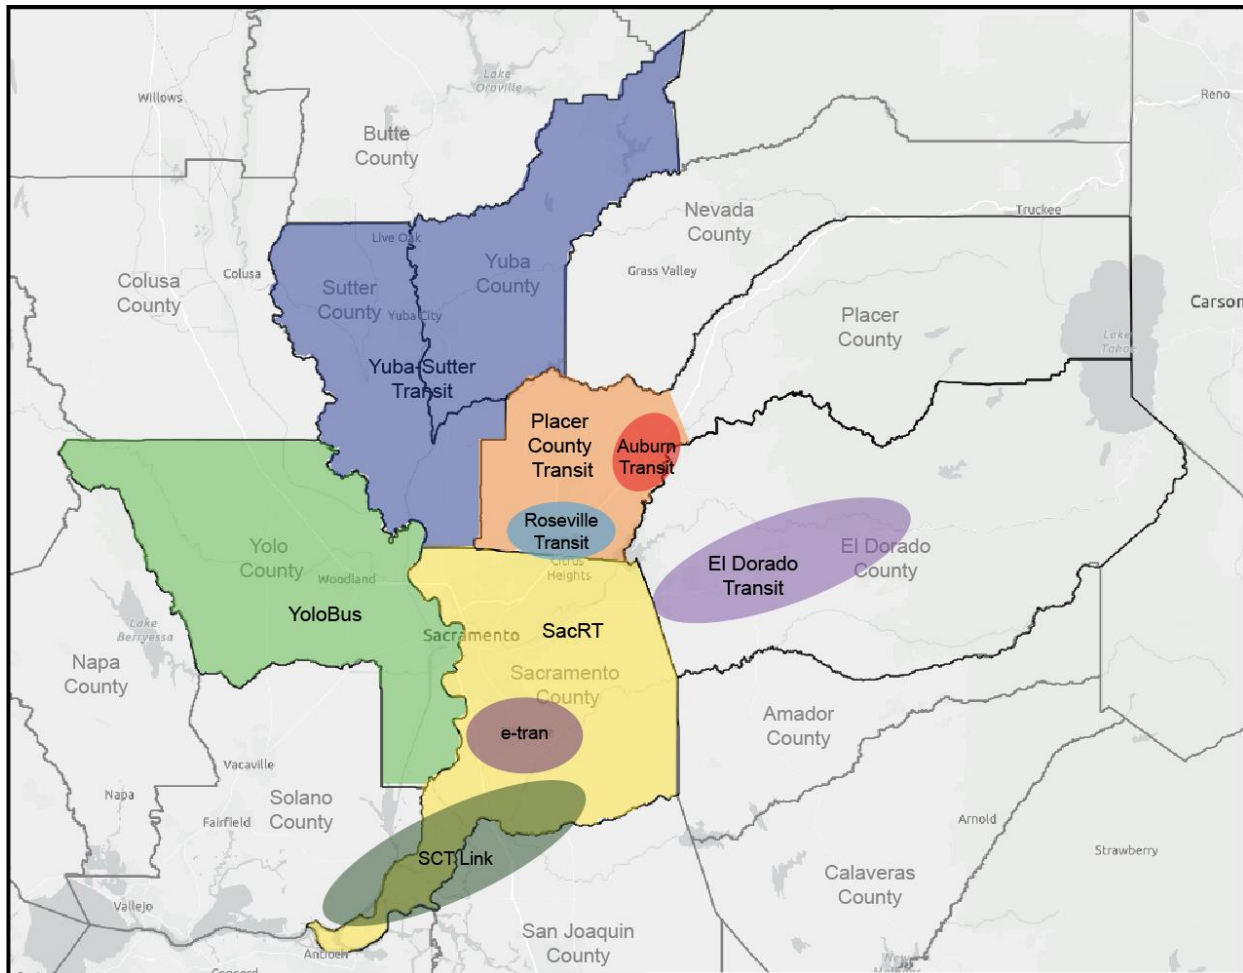 Lake
Oroville
Willows
Reno
Butte
County
Nevada
County
Truckee
Live Oak
Colusa
County
Colusa
Yuba
County
Grass Valley
Sutter
County
Yuba City
Placer
County
Carson
Lake
Tahoe
Yuba-Sutter
Transit
Placer
County
Transit
Auburn
Transit
Roseville
Transit
Citrus
Heights
Yolo
County
Woodland
El Dorado
County
El Dorado
Transit
YoloBus
Lake
Berryessa
Sacramento
SacRT
Sacramento
County
Napa
County
Amador
County
e-tran
Vacaville
Napa
Solano
County
Fairfield
Arnold
Strawberry
SCT Link
Calaveras
County
Vallejo
San Joaquin
County
Antioch
Concord